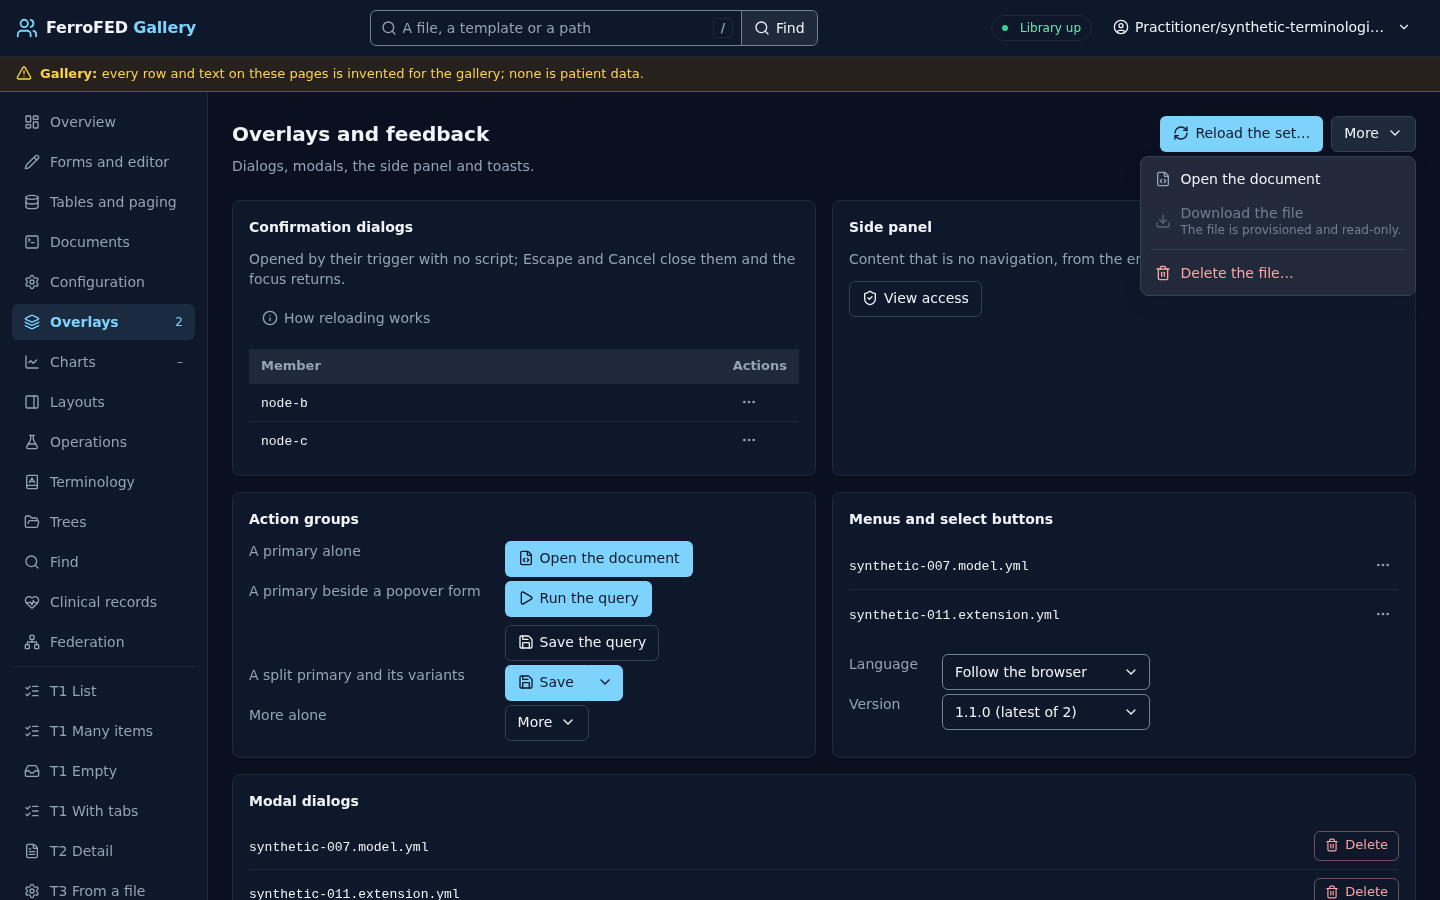 FerroFED Gallery
A file, a template or a path
/
Find
Library up
Practitioner/synthetic-terminologi…
Gallery: every row and text on these pages is invented for the gallery; none is patient data.
Overview
Forms and editor
Tables and paging
Documents
Configuration
Overlays 2
Charts –
Layouts
Operations
Terminology
Trees
Find
Clinical records
Federation
T1 List
T1 Many items
T1 Empty
T1 With tabs
T2 Detail
T3 From a file
Overlays and feedback
Dialogs, modals, the side panel and toasts.
Reload the set…
More
Open the document
Download the file
The file is provisioned and read-only.
Delete the file…
Confirmation dialogs
Opened by their trigger with no script; Escape and Cancel close them and the
focus returns.
How reloading works
Member Actions
node-b ···
node-c ···
Side panel
Content that is no navigation, from the er
View access
Action groups
A primary alone
Open the document
A primary beside a popover form
Run the query
Save the query
A split primary and its variants
Save
More alone
More
Menus and select buttons
synthetic-007.model.yml ···
synthetic-011.extension.yml ···
Language
Follow the browser
Version
1.1.0 (latest of 2)
Modal dialogs
synthetic-007.model.yml
Delete
synthetic-011.extension.yml
Delete